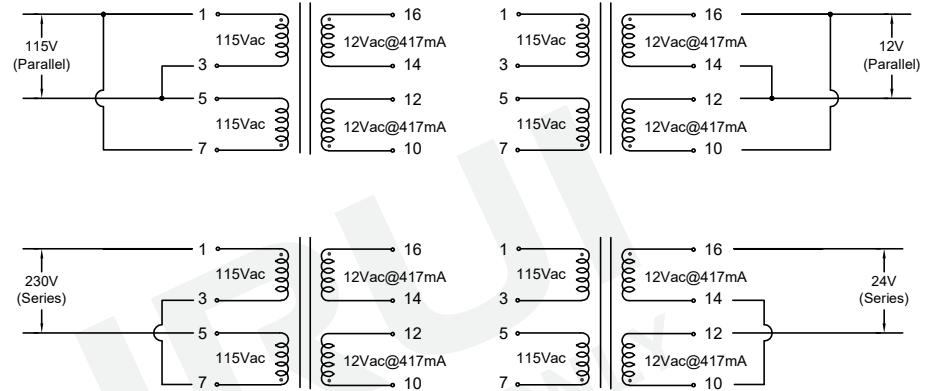 1 16 1 16
115V 115Vac 12Vac@417mA 115Vac 12Vac@417mA 12V
(Parallel) 3 14 3 14 (Parallel)
5 12 5 12
115Vac 12Vac@417mA 115Vac 12Vac@417mA
7 10 7 10
1 16 1 16
230V 115Vac 12Vac@417mA 115Vac 12Vac@417mA 24V
(Series) 3 14 3 14 (Series)
5 12 5 12
115Vac 12Vac@417mA 115Vac 12Vac@417mA
7 10 7 10
IRUI